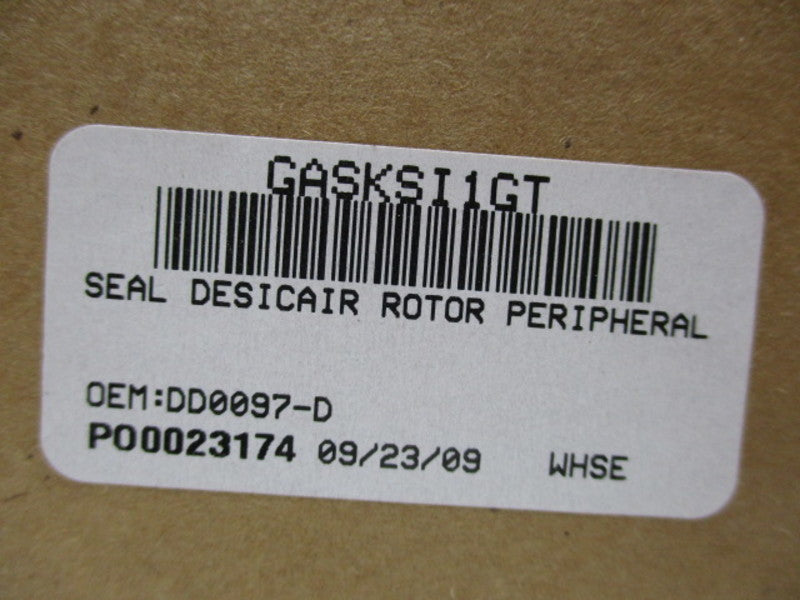 GASKSI1GT
SEAL DESICAIR ROTOR PERIPHERAL
OEM:DD0097-D
PO0023174 09/23/09 WHSE